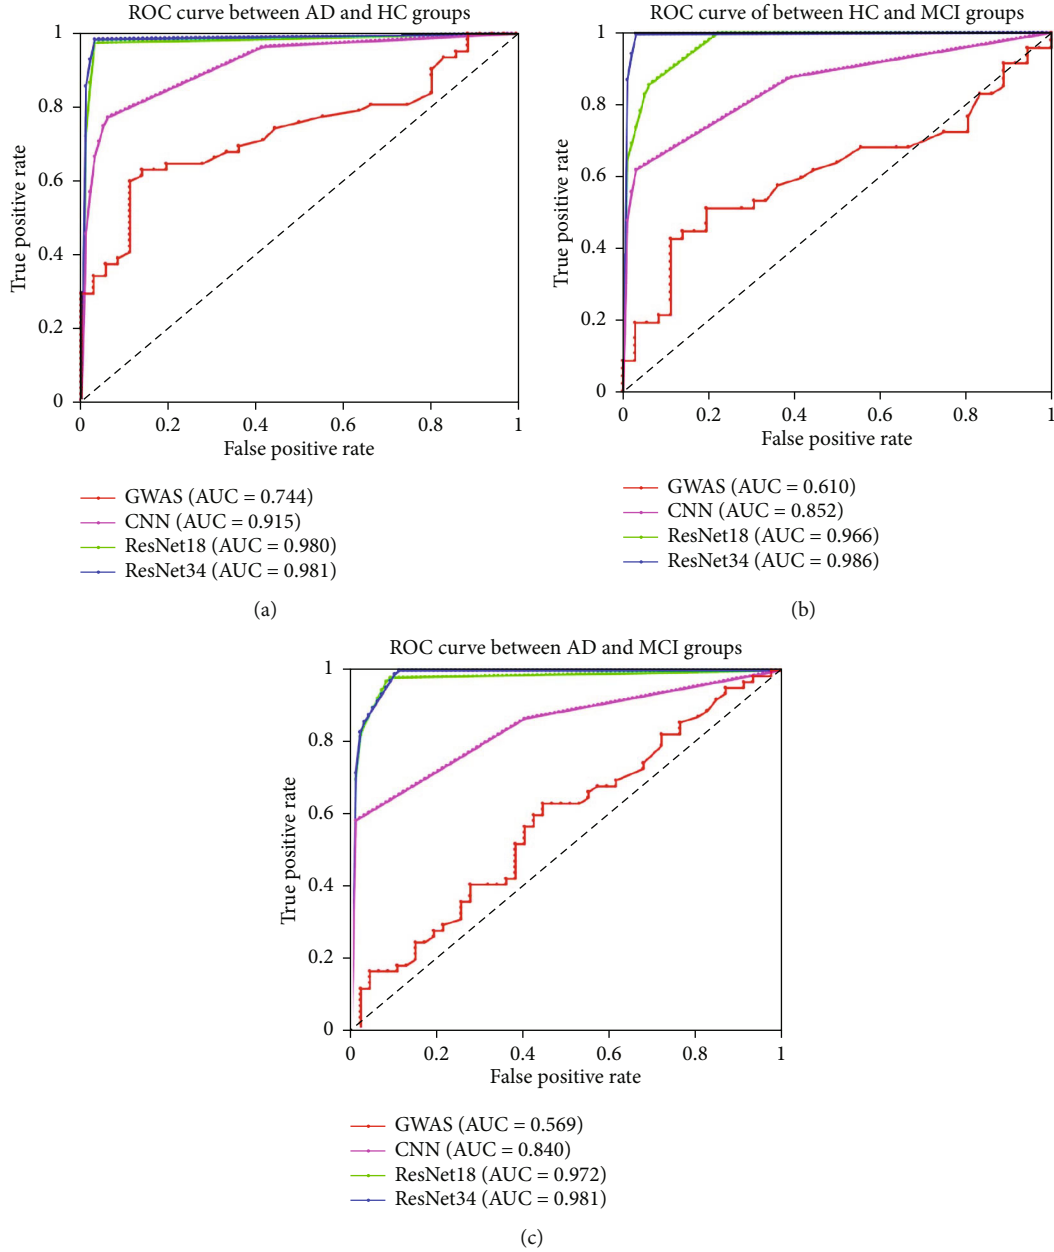 ROC curve between AD and HC groups
1
0.8
0.6
0.4
0.2
0
True positive rate
0
0.2
0.4
0.6
0.8
1
False positive rate
GWAS (AUC = 0.744)
CNN (AUC = 0.915)
ResNet18 (AUC = 0.980)
ResNet34 (AUC = 0.981)
(a)
ROC curve of between HC and MCI groups
1
0.8
0.6
0.4
0.2
0
True positive rate
0
0.2
0.4
0.6
0.8
1
False positive rate
GWAS (AUC = 0.610)
CNN (AUC = 0.852)
ResNet18 (AUC = 0.966)
ResNet34 (AUC = 0.986)
(b)
ROC curve between AD and MCI groups
1
0.8
0.6
0.4
0.2
0
True positive rate
0
0.2
0.4
0.6
0.8
1
False positive rate
GWAS (AUC = 0.569)
CNN (AUC = 0.840)
ResNet18 (AUC = 0.972)
ResNet34 (AUC = 0.981)
(c)